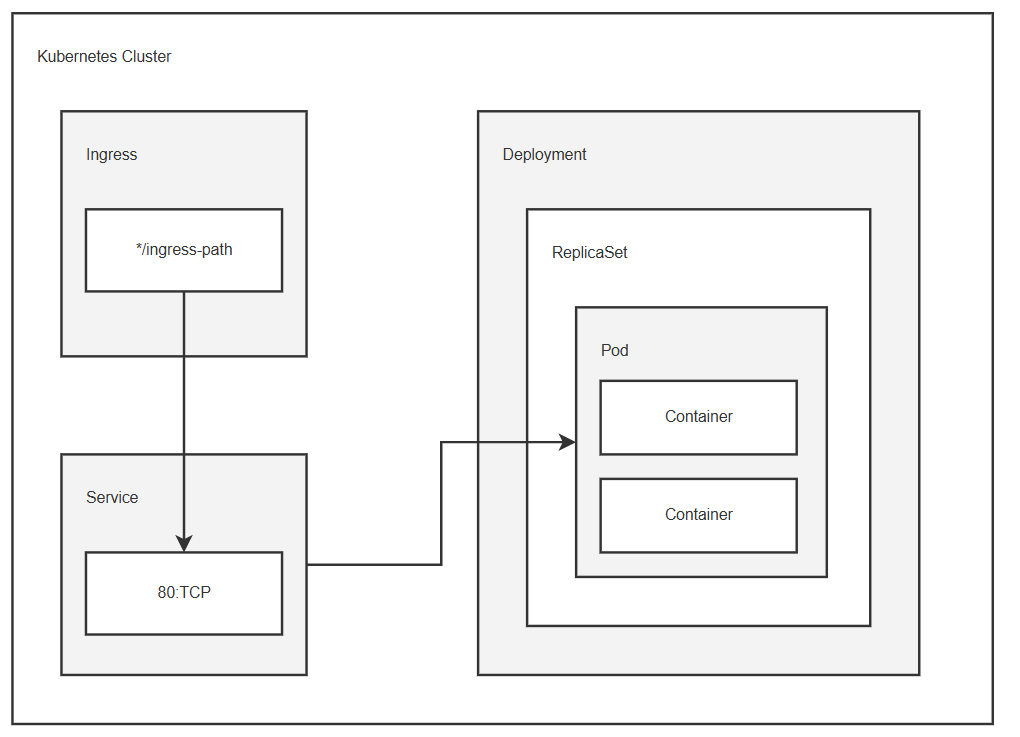 Kubernetes Cluster
Ingress
*/ingress-path
Service
80:TCP
Deployment
ReplicaSet
Pod
Container
Container